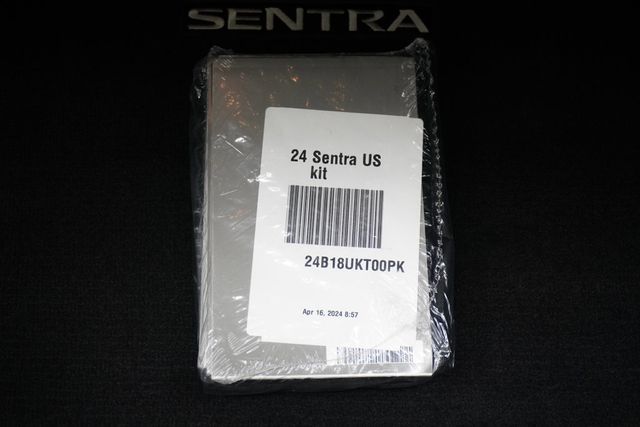 SENTRA
24 Sentra US
kit
24B18UKT00PK
Apr 16, 2024 8:57